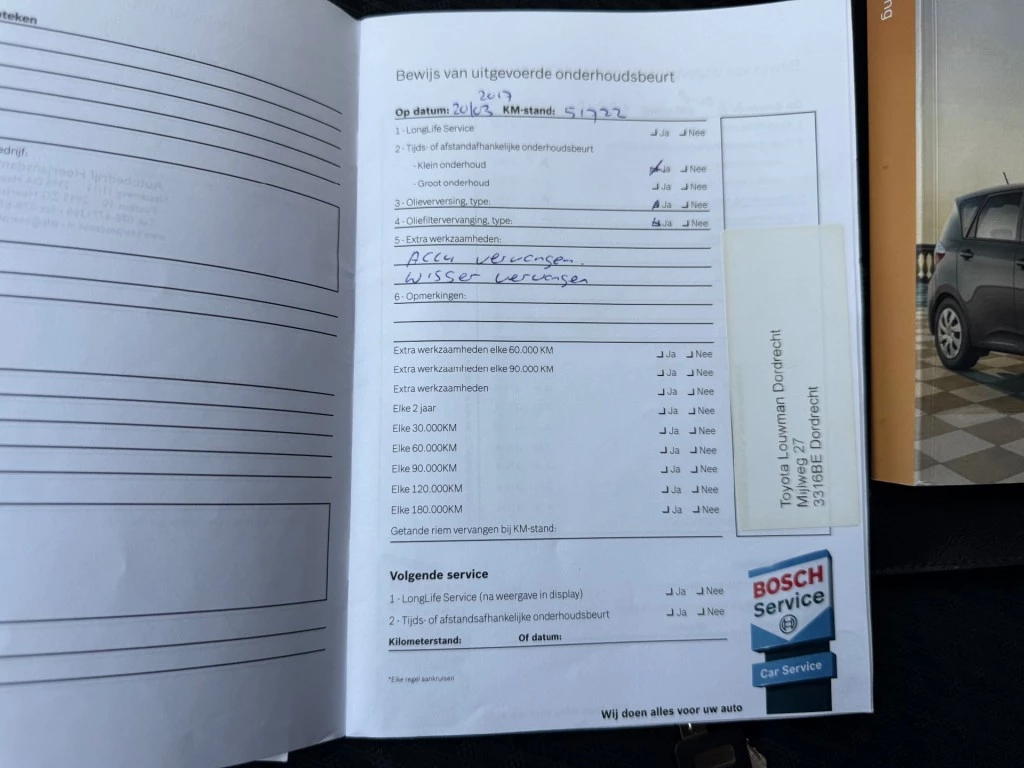 teken
edrijf:
Bewijs van uitgevoerde onderhoudsbeurt
2017
Op datum: 20/03 KM-stand: 51722
1 - LongLife Service Ja Nee
2 - Tijds- of afstandafhankelijke onderhoudsbeurt
- Klein onderhoud Ja Nee
- Groot onderhoud Ja Nee
3 - Olieverversing, type: Ja Nee
4 - Oliefiltervervanging, type: Ja Nee
5 - Extra werkzaamheden:
Accu vervangen.
Wisser vervangen
6 - Opmerkingen:
Extra werkzaamheden elke 60.000 KM Ja Nee
Extra werkzaamheden elke 90.000 KM Ja Nee
Extra werkzaamheden Ja Nee
Elke 2 jaar Ja Nee
Elke 30.000KM Ja Nee
Elke 60.000KM Ja Nee
Elke 90.000KM Ja Nee
Elke 120.000KM Ja Nee
Elke 180.000KM Ja Nee
Getande riem vervangen bij KM-stand:
Toyota Louwman Dordrecht
Mijlweg 27
3316BE Dordrecht
Volgende service
1 - LongLife Service (na weergave in display) Ja Nee
2 - Tijds- of afstandsafhankelijke onderhoudsbeurt Ja Nee
Kilometerstand: Of datum:
*Elke regel aankruisen
BOSCH
Service
Car Service
Wij doen alles voor uw auto
ng